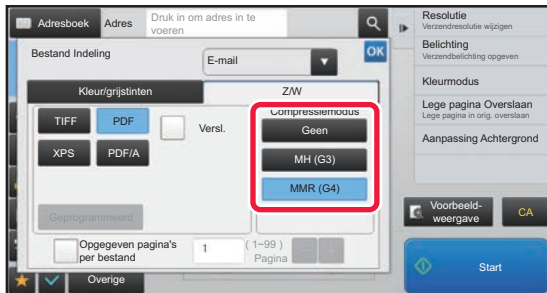 Adresboek
Adres
Druk in om adres in te
voeren
Bestand Indeling
E-mail
OK
Kleur/grijstinten
Z/W
TIFF
PDF
Versl.
XPS
PDF/A
Geprogrammeerd
Compressiemodus
Geen
MH (G3)
MMR (G4)
Opgegeven pagina's
per bestand
1
( 1~99 )
Pagina
Overige
Resolutie
Verzendresolutie wijzigen
Belichting
Verzendbelichting opgeven
Kleurmodus
Lege pagina Overslaan
Lege pagina in orig. overslaan
Aanpassing Achtergrond
Voorbeeld-
weergave
CA
Start